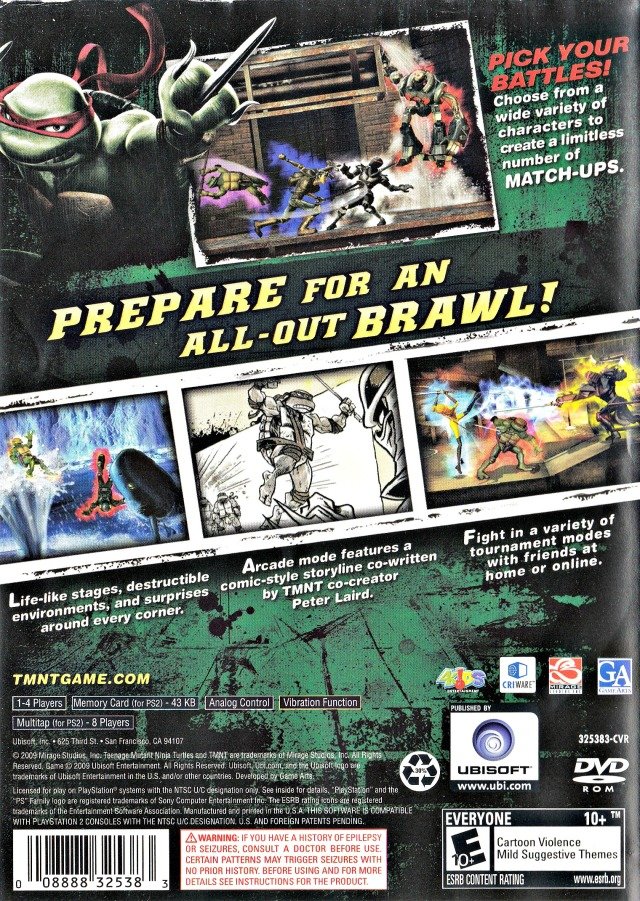 PICK YOUR
BATTLES!
Choose from a
wide variety of
characters to
create a limitless
number of
MATCH-UPS.
PREPARE FOR AN
ALL-OUT BRAWL!
Life-like stages, destructible
environments, and surprises
around every corner.
Arcade mode features a
comic-style storyline co-written
by TMNT co-creator
Peter Laird.
Fight in a variety of
tournament modes
with friends at
home or online.
TMNTGAME.COM
1-4 Players
Memory Card (for PS2) - 43 KB
Analog Control
Vibration Function
Multitap (for PS2) - 8 Players
4KIDS
ENTERTAINMENT
CRIWARE™
MIRAGE
STUDIOS
GA
GAME ARTS
Ubisoft, Inc. • 625 Third St. • San Francisco, CA 94107
© 2009 Mirage Studios, Inc. Teenage Mutant Ninja Turtles and TMNT are trademarks of Mirage Studios, Inc. All Rights
Reserved. Game © 2009 Ubisoft Entertainment. All Rights Reserved. Ubisoft, Ubi.com, and the Ubisoft logo are
trademarks of Ubisoft Entertainment in the U.S. and/or other countries. Developed by Game Arts.
Licensed for play on PlayStation® systems with the NTSC U/C designation only. See inside for details. "PlayStation" and the
"PS" Family logo are registered trademarks of Sony Computer Entertainment Inc. The ESRB rating icons are registered
trademarks of the Entertainment Software Association. Manufactured and printed in the U.S.A. THIS SOFTWARE IS COMPATIBLE
WITH PLAYSTATION 2 CONSOLES WITH THE NTSC U/C DESIGNATION. U.S. AND FOREIGN PATENTS PENDING.
PUBLISHED BY
UBISOFT
www.ubi.com
325383-CVR
DVD
ROM
0 08888 32538 3
WARNING: IF YOU HAVE A HISTORY OF EPILEPSY
OR SEIZURES, CONSULT A DOCTOR BEFORE USE.
CERTAIN PATTERNS MAY TRIGGER SEIZURES WITH
NO PRIOR HISTORY. BEFORE USING AND FOR MORE
DETAILS SEE INSTRUCTIONS FOR THE PRODUCT.
EVERYONE 10+™
E
10+
Cartoon Violence
Mild Suggestive Themes
ESRB CONTENT RATING
www.esrb.org